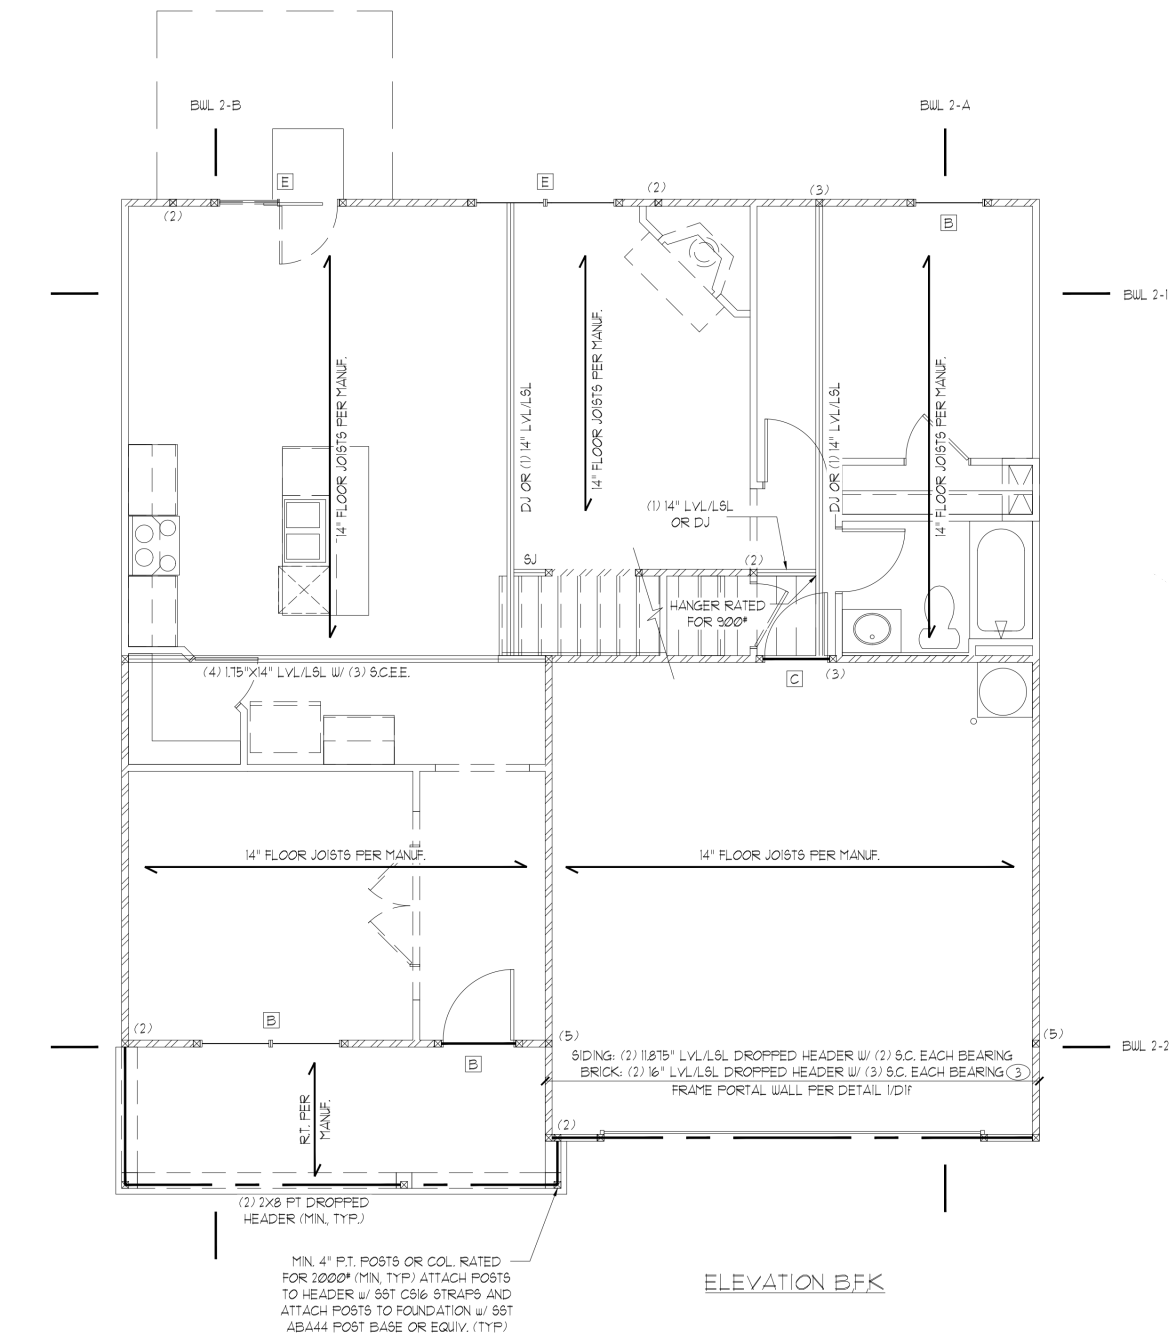 BWL 2-B
BWL 2-A
E
E
(2)
(3)
(2)
B
BWL 2-1
14" FLOOR JOISTS PER MANUF.
DJ OR (1) 14" LVL/LSL
14" FLOOR JOISTS PER MANUF.
DJ OR (1) 14" LVL/LSL
14" FLOOR JOISTS PER MANUF.
(1) 14" LVL/LSL
OR DJ
SJ
(2)
HANGER RATED
FOR 900#
(4) 1.75"X14" LVL/LSL W/ (3) S.C.E.E.
C
(3)
14" FLOOR JOISTS PER MANUF.
14" FLOOR JOISTS PER MANUF.
(2)
B
B
(5)
(5)
SIDING: (2) 11.875" LVL/LSL DROPPED HEADER W/ (2) S.C. EACH BEARING
BRICK: (2) 16" LVL/LSL DROPPED HEADER W/ (3) S.C. EACH BEARING 3
FRAME PORTAL WALL PER DETAIL 1/D1f
BWL 2-2
R.T. PER
MANUF.
(2)
(2) 2X8 PT DROPPED
HEADER (MIN., TYP.)
MIN. 4" P.T. POSTS OR COL. RATED
FOR 2000# (MIN, TYP) ATTACH POSTS
TO HEADER w/ SST CS16 STRAPS AND
ATTACH POSTS TO FOUNDATION w/ SST
ABA44 POST BASE OR EQUIV. (TYP)
ELEVATION B,F,K